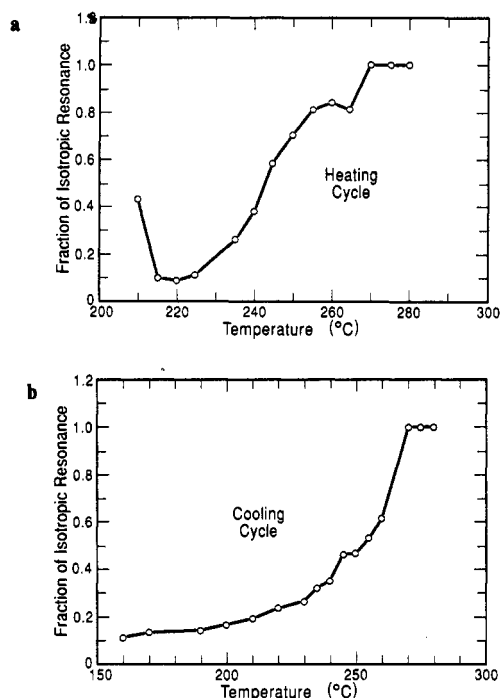 a
Fraction of Isotropic Resonance
1.0
0.8
0.6
0.4
0.2
0
Heating
Cycle
200 220 240 260 280 300
Temperature (°C)
b
Fraction of Isotropic Resonance
1.2
1.0
0.8
0.6
0.4
0.2
0
Cooling
Cycle
150 200 250 300
Temperature (°C)